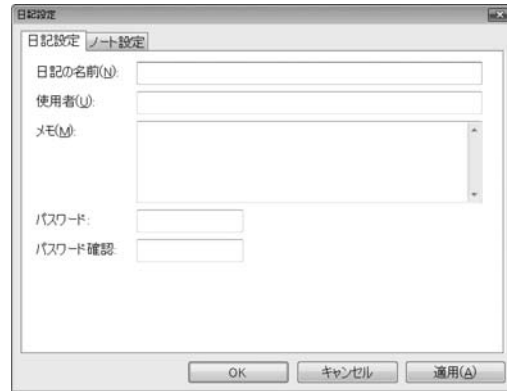 日記設定
日記設定 ノート設定
日記の名前(N):
使用者(U):
メモ(M):
パスワード:
パスワード確認:
OK キャンセル 適用(A)